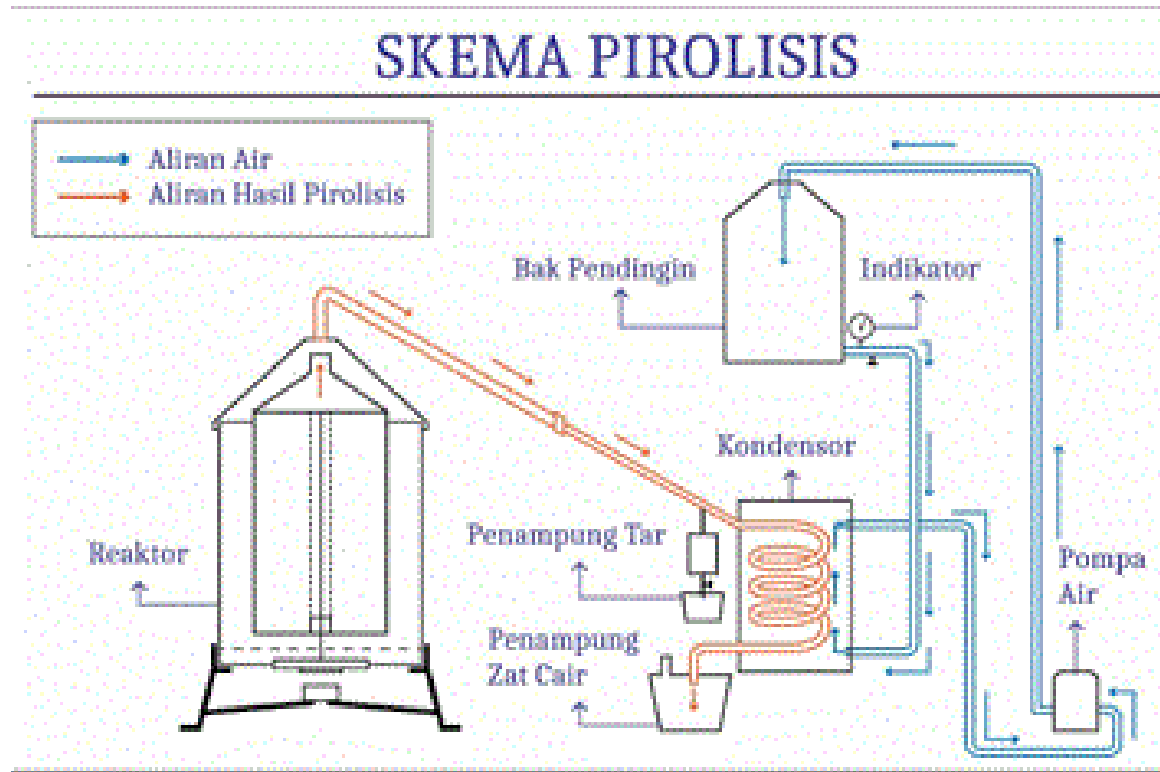 SKEMA PIROLISIS
Aliran Air
Aliran Hasil Pirolisis
Bak Pendingin
Indikator
Kondensor
Penampung Tar
Reaktor
Pompa
Air
Penampung
Zat Cair